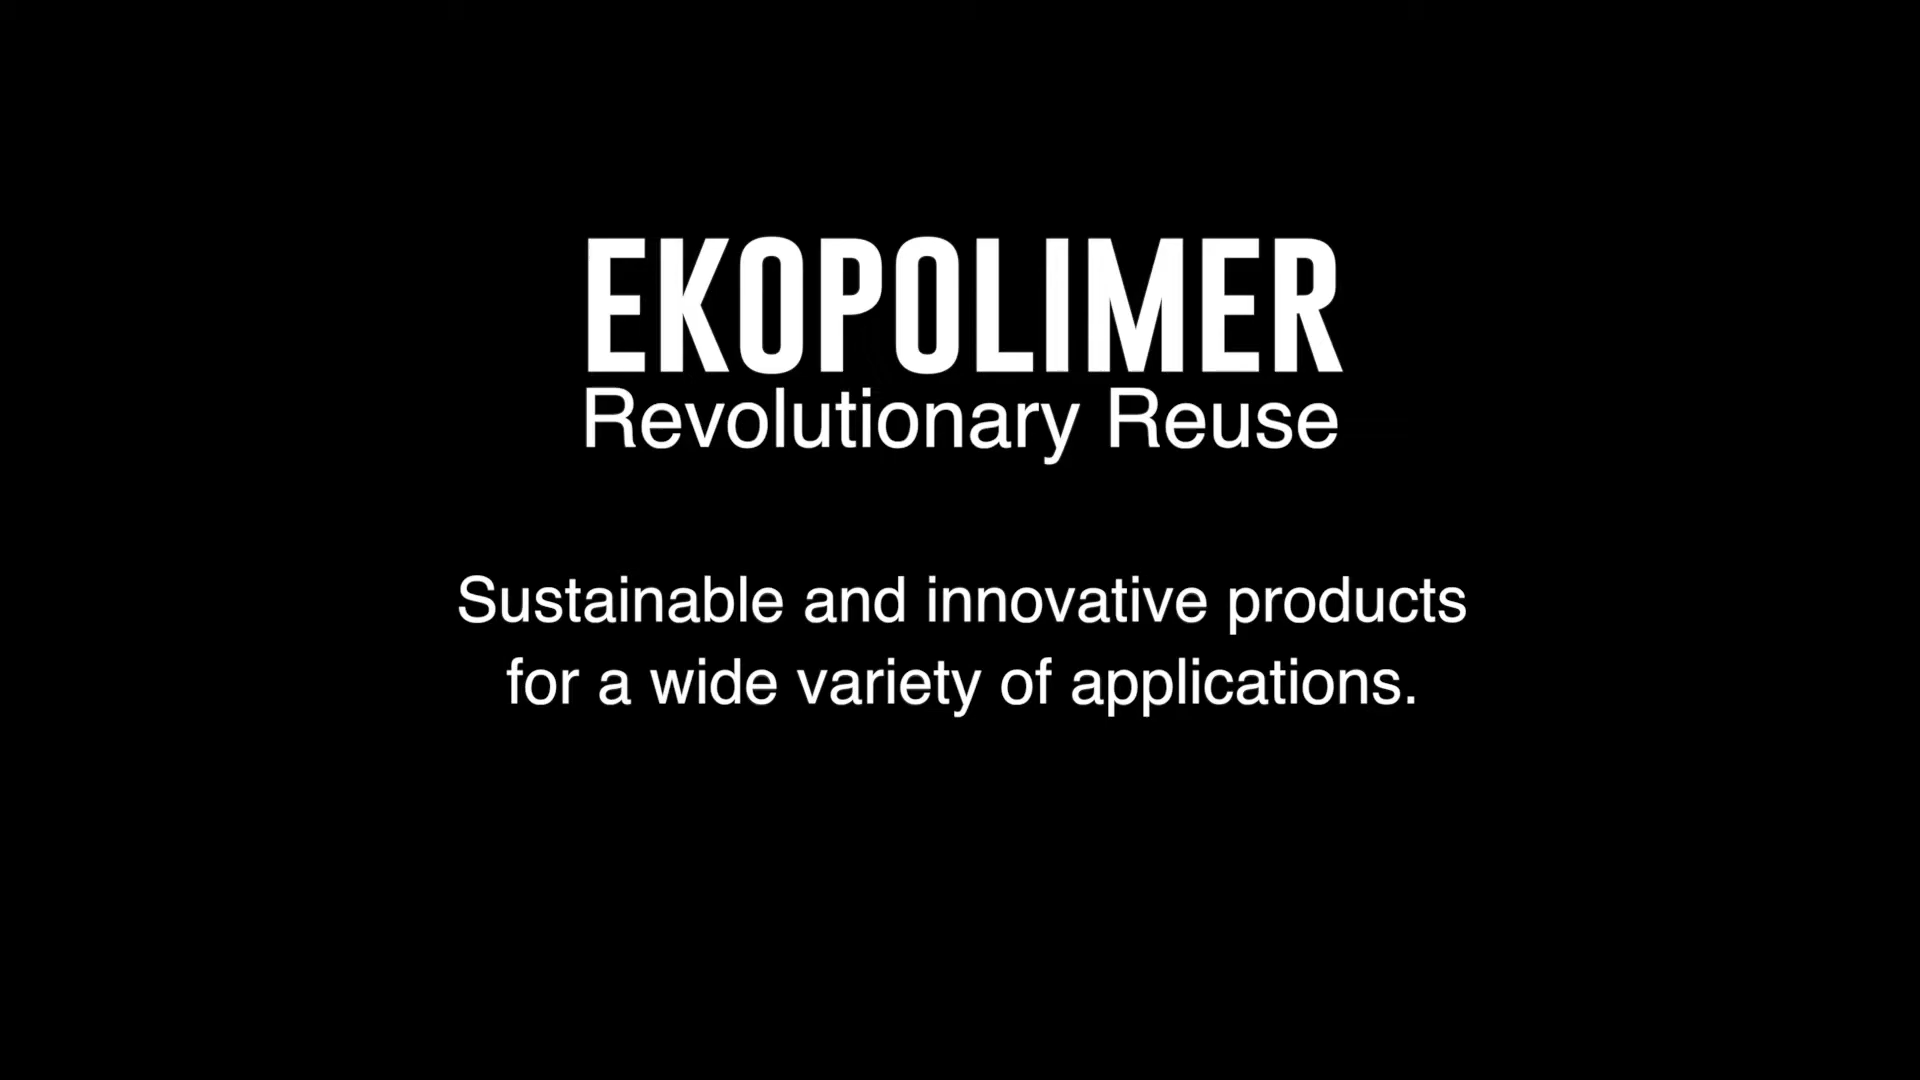 EKOPOLIMER
Revolutionary Reuse
Sustainable and innovative products
for a wide variety of applications.